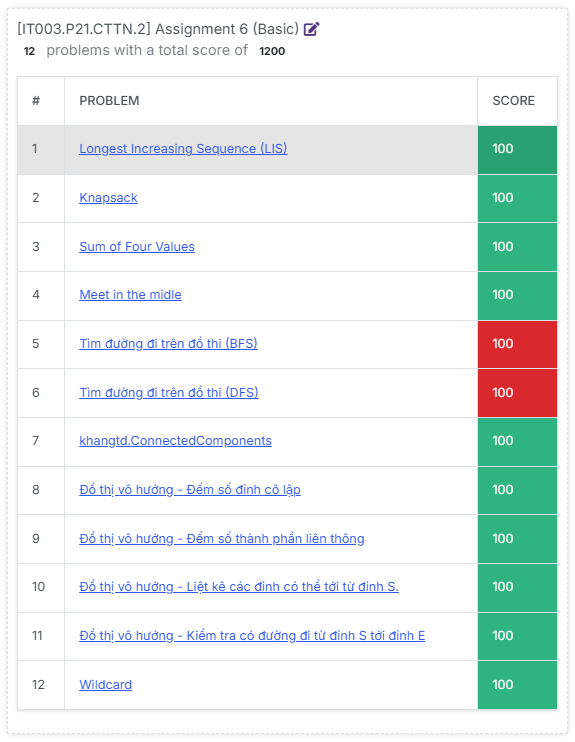 [IT003.P21.CTTN.2] Assignment 6 (Basic)
12 problems with a total score of 1200
# PROBLEM SCORE
1 Longest Increasing Sequence (LIS) 100
2 Knapsack 100
3 Sum of Four Values 100
4 Meet in the midle 100
5 Tìm đường đi trên đồ thi (BFS) 100
6 Tìm đường đi trên đồ thi (DFS) 100
7 khangtd.ConnectedComponents 100
8 Đồ thị vô hướng - Đếm số đỉnh cô lập 100
9 Đồ thị vô hướng - Đếm số thành phần liên thông 100
10 Đồ thị vô hướng - Liệt kê các đỉnh có thể tới từ đỉnh S. 100
11 Đồ thị vô hướng - Kiểm tra có đường đi từ đỉnh S tới đỉnh E 100
12 Wildcard 100